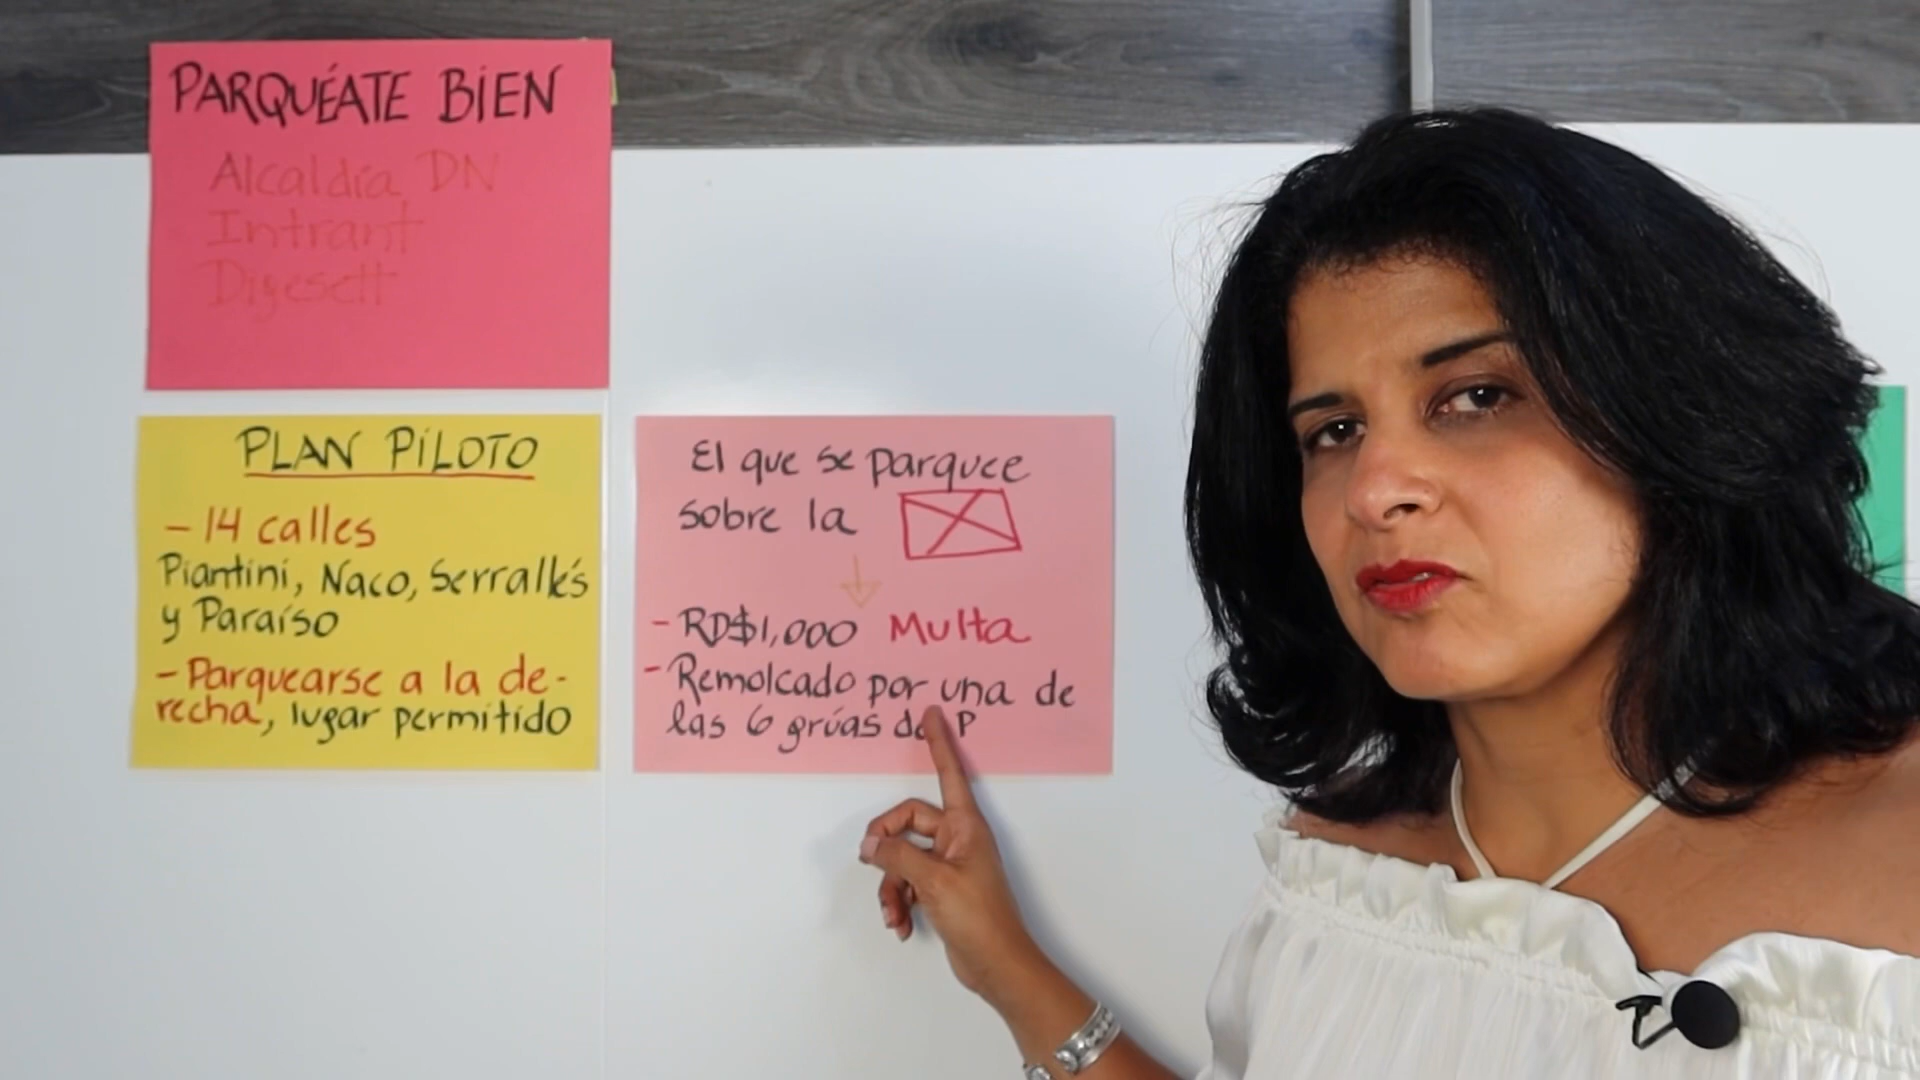 PARQUÉATE BIEN
Alcaldía DN
Intrant
Digesett
PLAN PILOTO
- 14 calles
Piantini, Naco, Serrallés
y Paraíso
- Parquearse a la de-
recha, lugar permitido
El que se parquee
sobre la
- RD$1,000 Multa
- Remolcado por una de
las 6 grúas de P